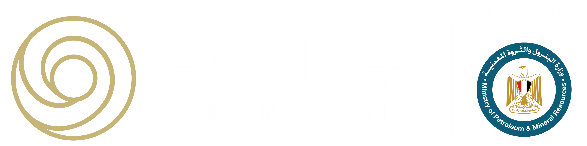 وزارة البترول والثروة المعدنية
Ministry of Petroleum & Mineral Resources